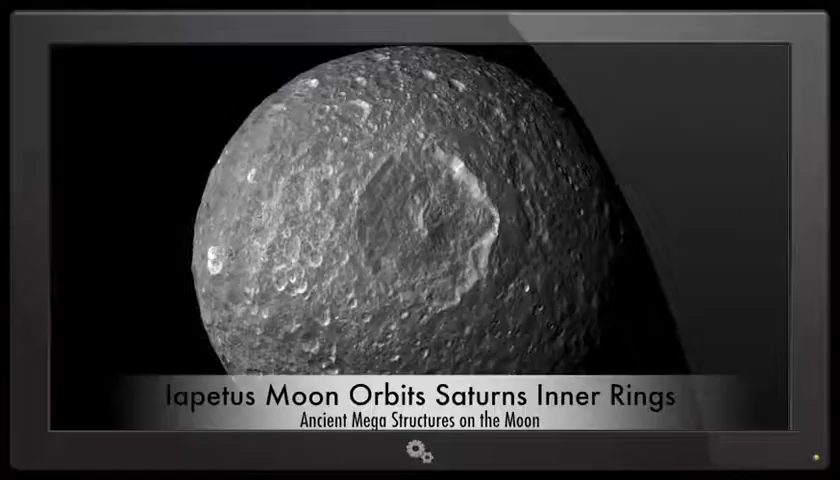 Iapetus Moon Orbits Saturns Inner Rings
Ancient Mega Structures on the Moon